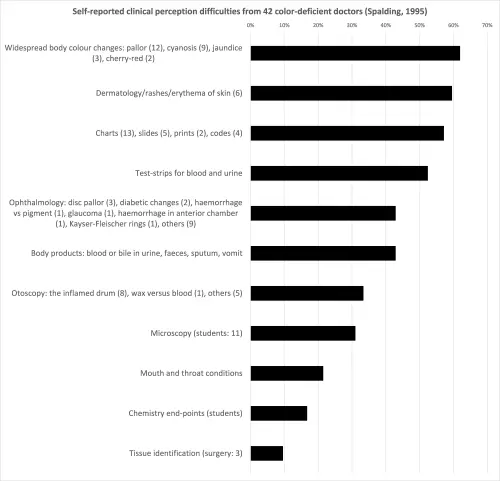 Self-reported clinical perception difficulties from 42 color-deficient doctors (Spalding, 1995)
0% 10% 20% 30% 40% 50% 60% 70%
Widespread body colour changes: pallor (12), cyanosis (9), jaundice
(3), cherry-red (2)
Dermatology/rashes/erythema of skin (6)
Charts (13), slides (5), prints (2), codes (4)
Test-strips for blood and urine
Ophthalmology: disc pallor (3), diabetic changes (2), haemorrhage
vs pigment (1), glaucoma (1), haemorrhage in anterior chamber
(1), Kayser-Fleischer rings (1), others (9)
Body products: blood or bile in urine, faeces, sputum, vomit
Otoscopy: the inflamed drum (8), wax versus blood (1), others (5)
Microscopy (students: 11)
Mouth and throat conditions
Chemistry end-points (students)
Tissue identification (surgery: 3)